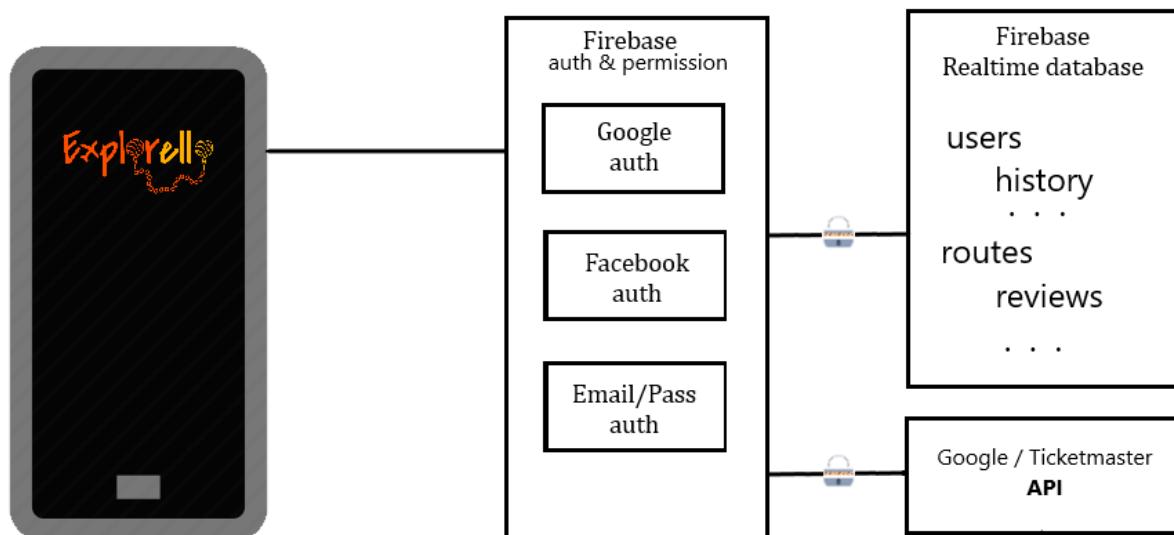 Explorello
Firebase
auth & permission
Google
auth
Facebook
auth
Email/Pass
auth
Firebase
Realtime database
users
history
. . .
routes
reviews
. . .
Google / Ticketmaster
API